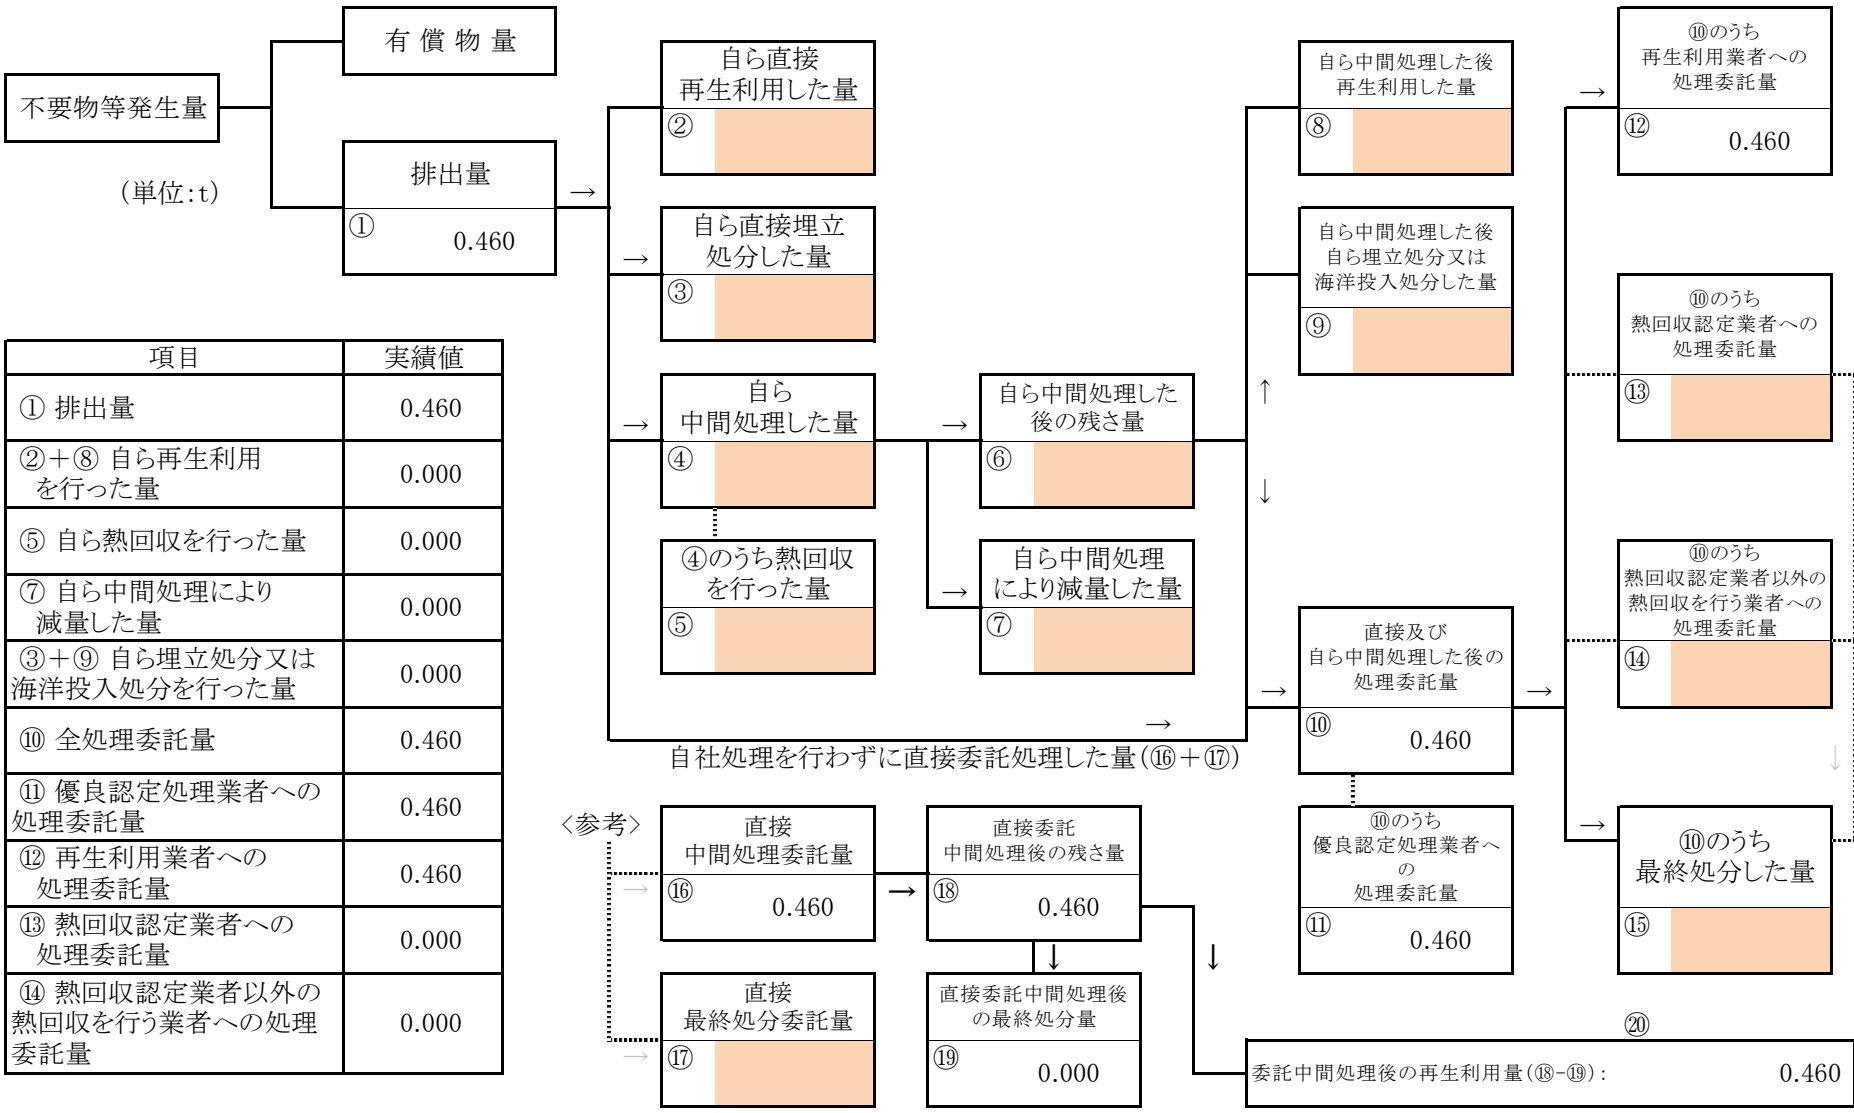 有 償 物 量
不要物等発生量
(単位:t)
排出量
①
0.460
→
自ら直接
再生利用した量
②
→
自ら直接埋立
処分した量
③
→
自ら
中間処理した量
④
④のうち熱回収
を行った量
⑤
→
自ら中間処理した
後の残さ量
⑥
→
自ら中間処理
により減量した量
⑦
↑
↓
自ら中間処理した後
再生利用した量
⑧
自ら中間処理した後
自ら埋立処分又は
海洋投入処分した量
⑨
→
自社処理を行わずに直接委託処理した量(⑯+⑰)
→
直接及び
自ら中間処理した後の
処理委託量
⑩
0.460
⑩のうち
優良認定処理業者へ
の
処理委託量
⑪
0.460
→
→
⑩のうち
再生利用業者への
処理委託量
⑫
0.460
⑩のうち
熱回収認定業者への
処理委託量
⑬
⑩のうち
熱回収認定業者以外の
熱回収を行う業者への
処理委託量
⑭
↓
→
⑩のうち
最終処分した量
⑮
項目 実績値
① 排出量 0.460
②+⑧ 自ら再生利用
を行った量
0.000
⑤ 自ら熱回収を行った量 0.000
⑦ 自ら中間処理により
減量した量
0.000
③+⑨ 自ら埋立処分又は
海洋投入処分を行った量
0.000
⑩ 全処理委託量 0.460
⑪ 優良認定処理業者への
処理委託量
0.460
⑫ 再生利用業者への
処理委託量
0.460
⑬ 熱回収認定業者への
処理委託量
0.000
⑭ 熱回収認定業者以外の
熱回収を行う業者への処理
委託量
0.000
<参考>
→
直接
中間処理委託量
⑯
0.460
→
直接委託
中間処理後の残さ量
⑱
0.460
↓
↓
→
直接
最終処分委託量
⑰
直接委託中間処理後
の最終処分量
⑲
0.000
⑳
委託中間処理後の再生利用量(⑱-⑲): 0.460